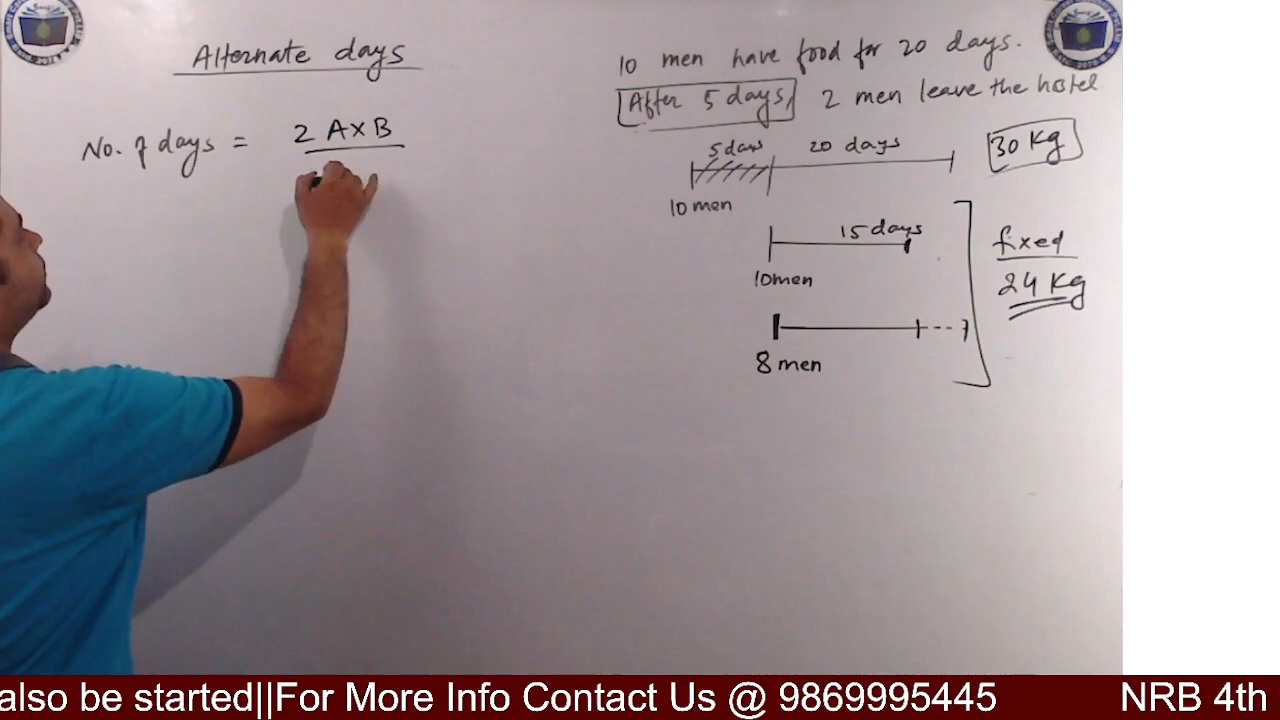 Alternate days
No. of days = 2 A×B
10 men have food for 20 days.
After 5 days, 2 men leave the hostel
5 days 20 days
30 Kg
10 men
15 days
10men
fixed
24 Kg
8 men
also be started||For More Info Contact Us @ 9869995445 NRB 4th